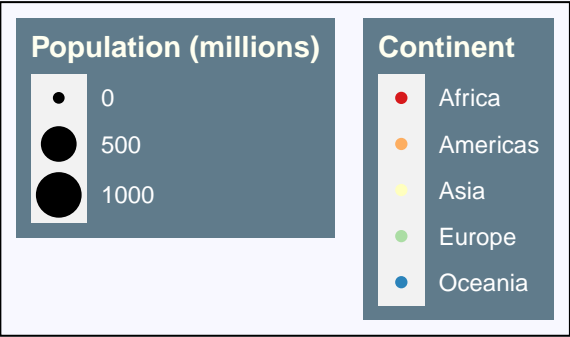 Population (millions)
0
500
1000
Continent
Africa
Americas
Asia
Europe
Oceania